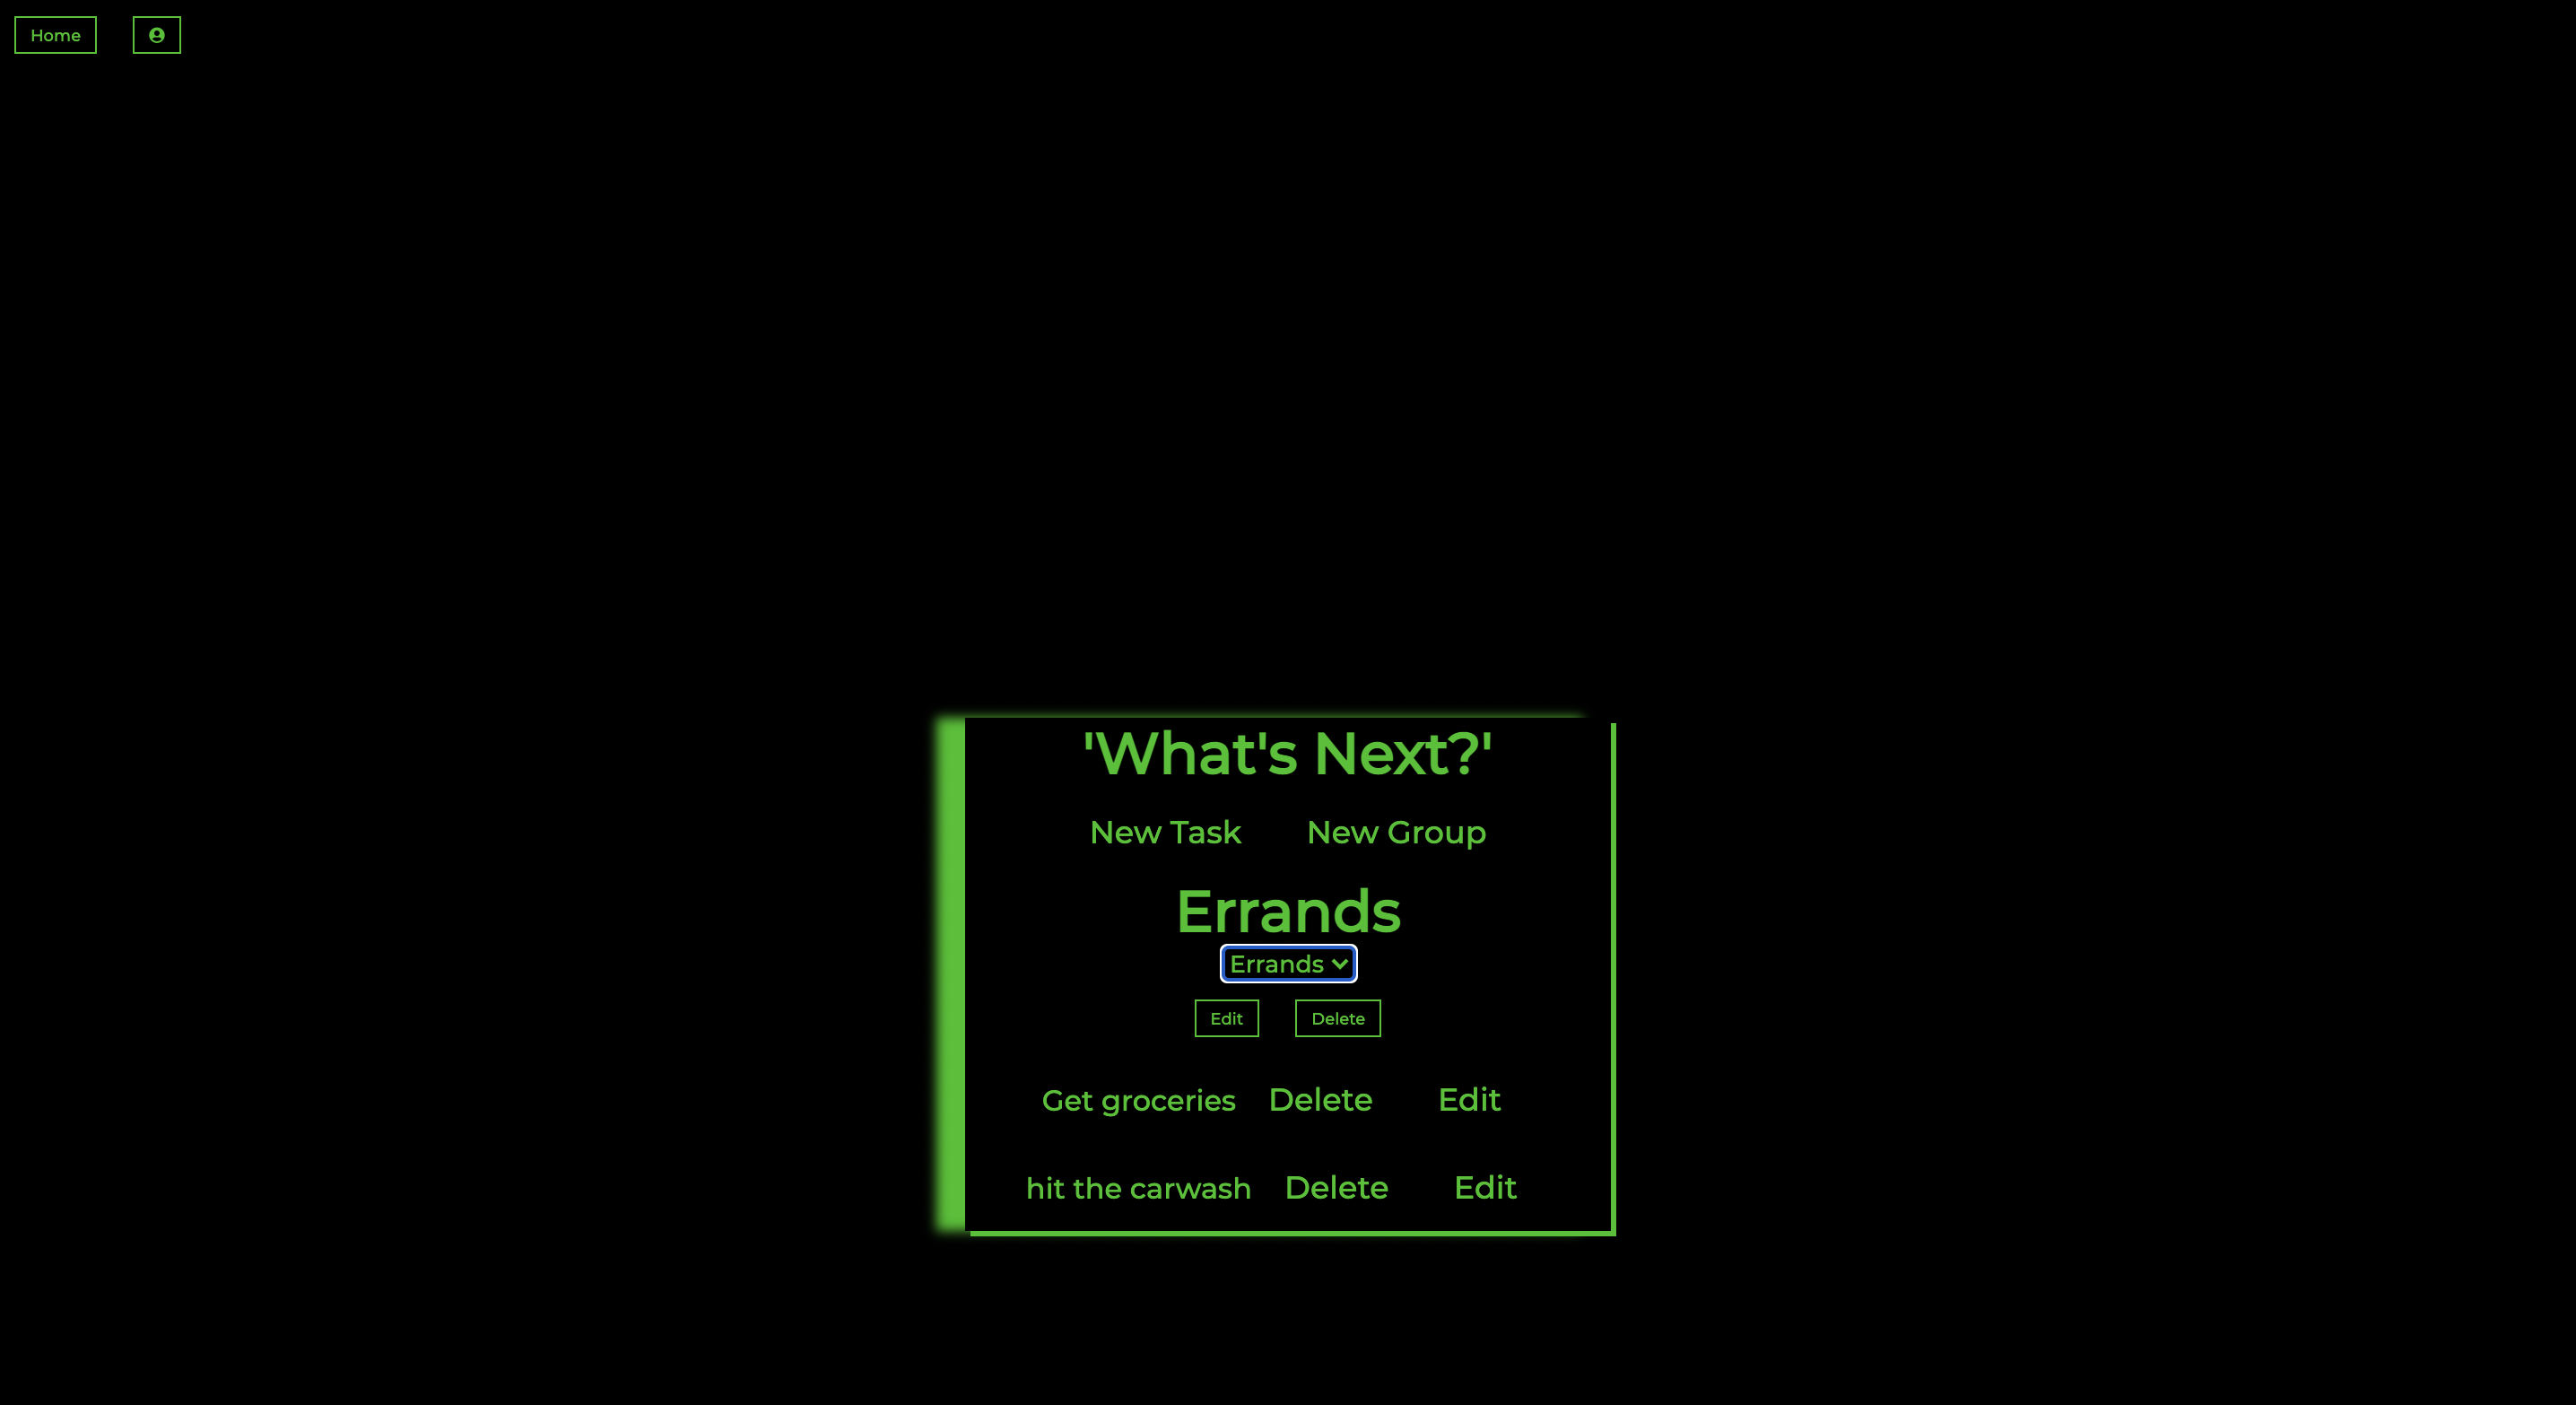 Home
'What's Next?'
New Task New Group
Errands
Errands
Edit Delete
Get groceries Delete Edit
hit the carwash Delete Edit